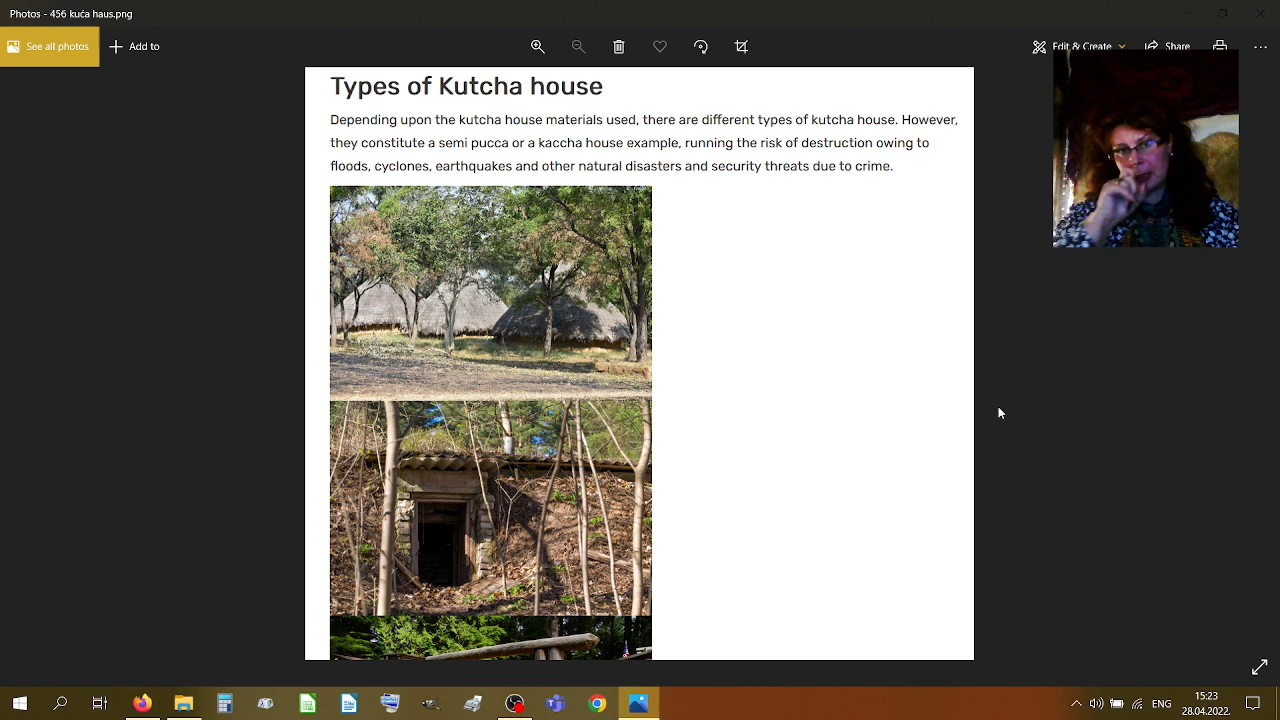 Photos - 456 kuća haus.png
See all photos
Add to
Edit & Create
Share
Types of Kutcha house
Depending upon the kutcha house materials used, there are different types of kutcha house. However,
they constitute a semi pucca or a kaccha house example, running the risk of destruction owing to
floods, cyclones, earthquakes and other natural disasters and security threats due to crime.
ENG
15:23
28.04.2022.